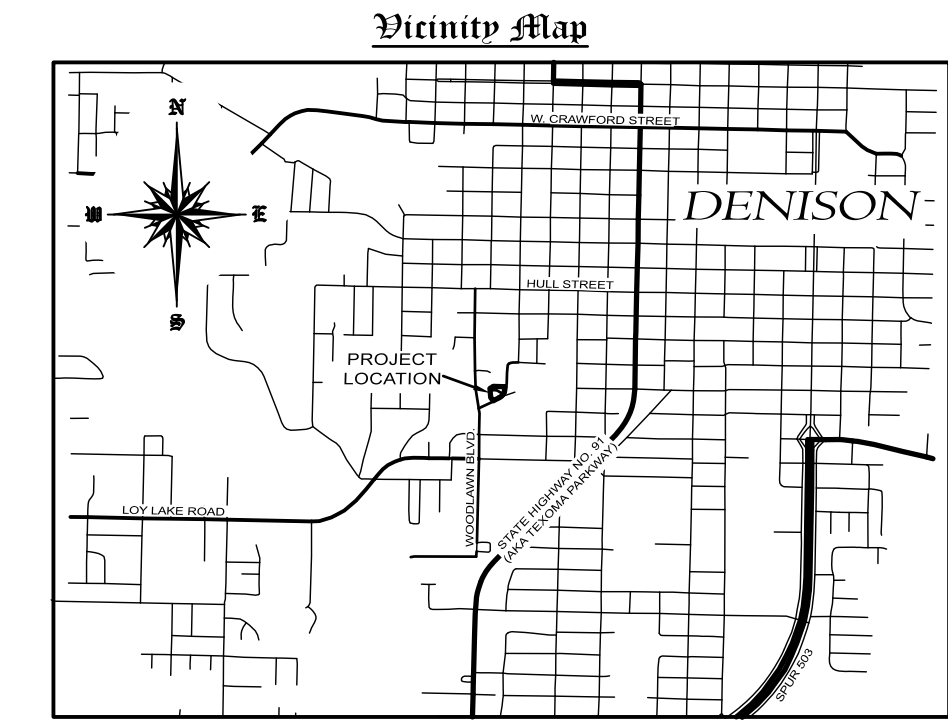 Vicinity Map
N
W. CRAWFORD STREET
DENISON
W
E
HULL STREET
S
PROJECT
LOCATION
WOODLAWN BLVD.
STATE HIGHWAY NO. 91
(AKA TEXOMA PARKWAY)
LOY LAKE ROAD
SPUR 503